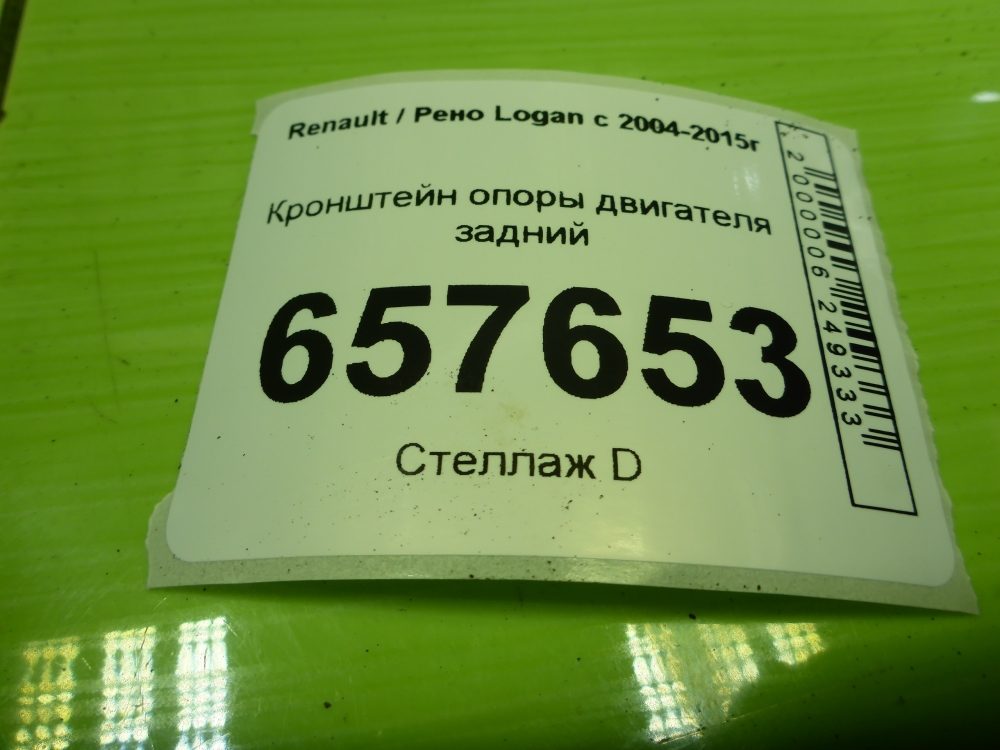 Renault / Рено Logan с 2004-2015г
Кронштейн опоры двигателя
задний
657653
Стеллаж D
2000006249333